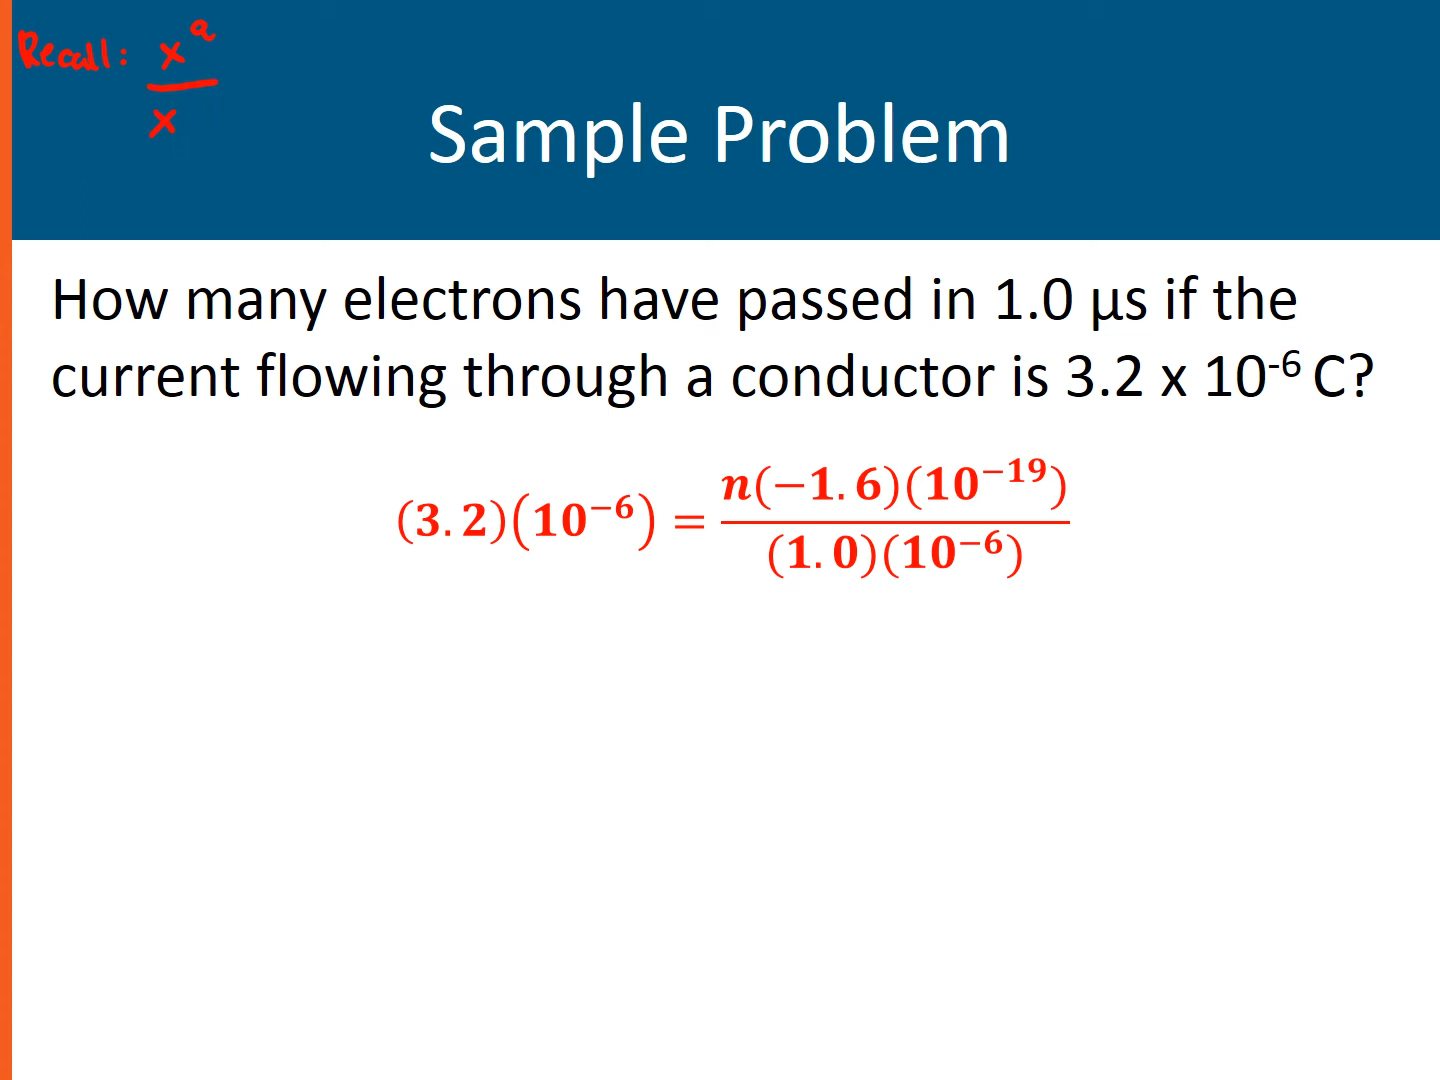 Recall: x^a
x
Sample Problem
How many electrons have passed in 1.0 μs if the
current flowing through a conductor is 3.2 x 10^-6 C?
(3.2)(10^−6) = n(−1.6)(10^−19)
(1.0)(10^−6)